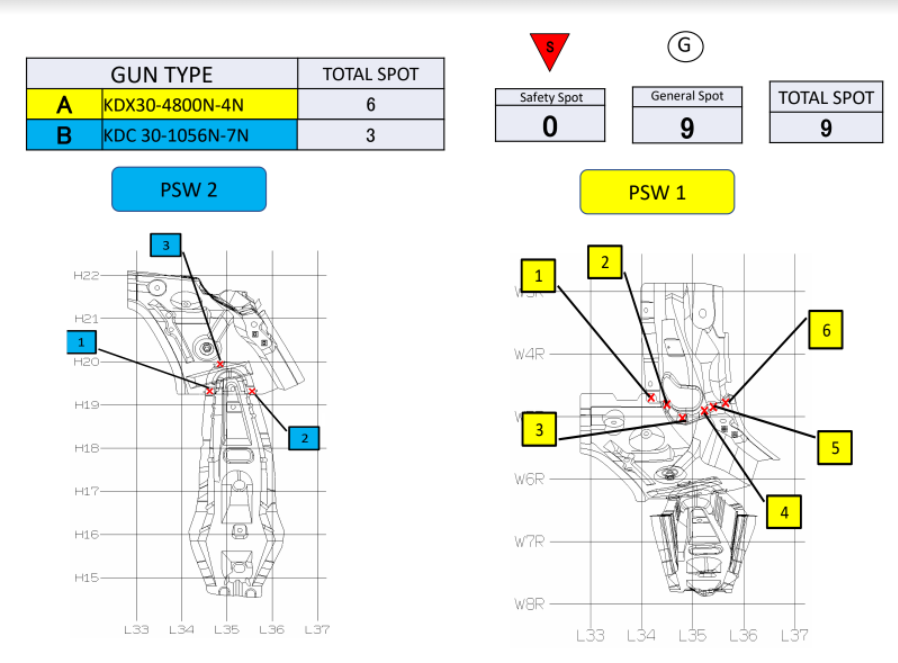 S
G
GUN TYPE TOTAL SPOT
A KDX30-4800N-4N 6
B KDC 30-1056N-7N 3
Safety Spot
0
General Spot
9
TOTAL SPOT
9
PSW 2
PSW 1
3
H22
H21
1
H20
H19
2
H18
H17
H16
H15
L33 L34 L35 L36 L37
2
1
6
W4R
3
5
W6R
4
W7R
W8R
L33 L34 L35 L36 L37